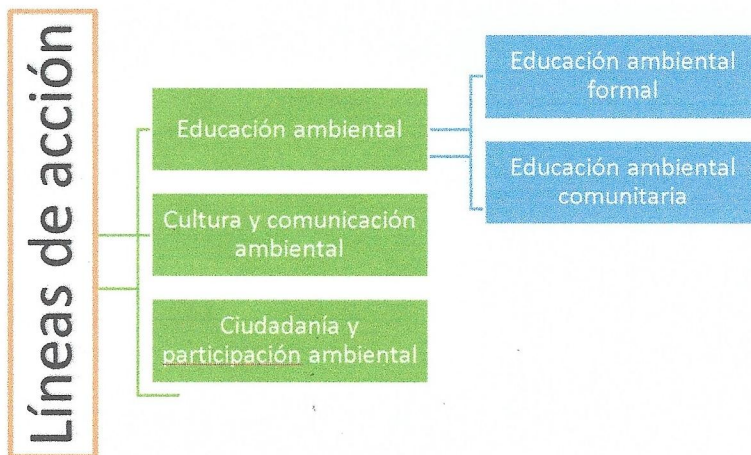 Líneas de acción
Educación ambiental
Cultura y comunicación
ambiental
Ciudadanía y
participación ambiental
Educación ambiental
formal
Educación ambiental
comunitaria